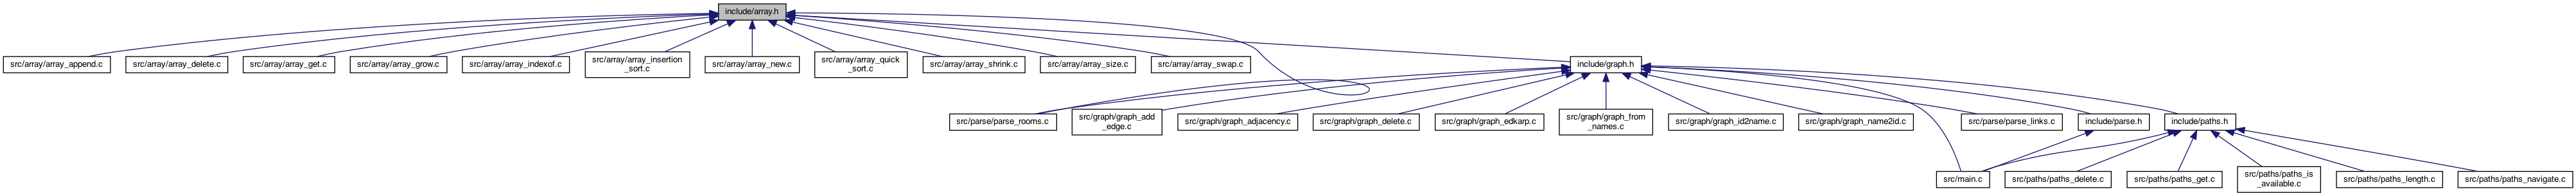 include/array.h
src/array/array_append.c
src/array/array_delete.c
src/array/array_get.c
src/array/array_grow.c
src/array/array_indexof.c
src/array/array_insertion
_sort.c
src/array/array_new.c
src/array/array_quick
_sort.c
src/array/array_shrink.c
src/array/array_size.c
src/array/array_swap.c
include/graph.h
src/parse/parse_rooms.c
src/graph/graph_add
_edge.c
src/graph/graph_adjacency.c
src/graph/graph_delete.c
src/graph/graph_edkarp.c
src/graph/graph_from
_names.c
src/graph/graph_id2name.c
src/graph/graph_name2id.c
src/parse/parse_links.c
include/parse.h
include/paths.h
src/main.c
src/paths/paths_delete.c
src/paths/paths_get.c
src/paths/paths_is
_available.c
src/paths/paths_length.c
src/paths/paths_navigate.c